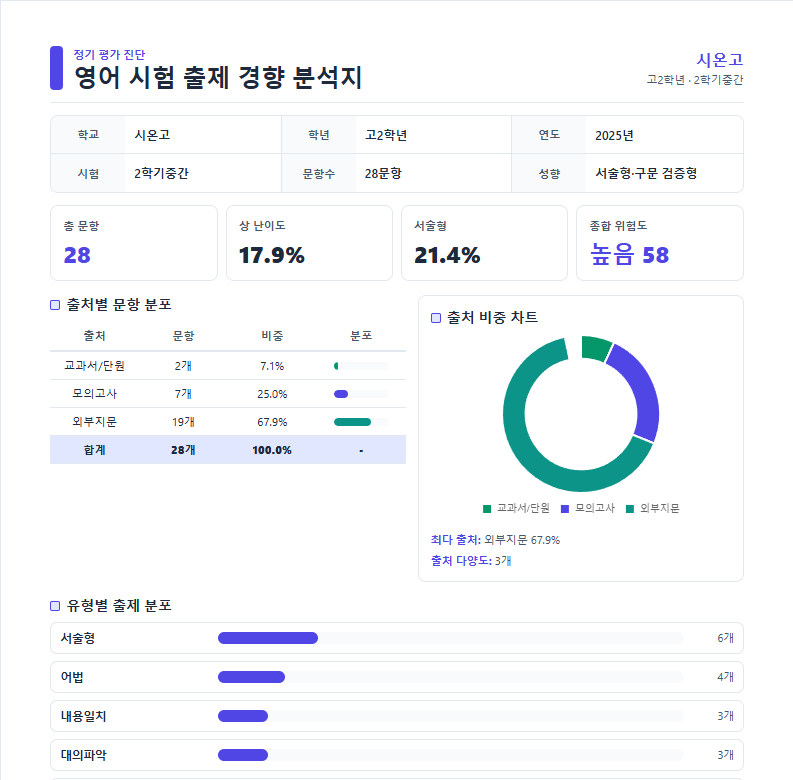 정기 평가 진단
영어 시험 출제 경향 분석지
시온고
고2학년 · 2학기중간
학교 시온고 학년 고2학년 연도 2025년
시험 2학기중간 문항수 28문항 성향 서술형·구문 검증형
총 문항 상 난이도 서술형 종합 위험도
28 17.9% 21.4% 높음 58
출처별 문항 분포
출처 문항 비중 분포
교과서/단원 2개 7.1%
모의고사 7개 25.0%
외부지문 19개 67.9%
합계 28개 100.0% -
출처 비중 차트
교과서/단원 모의고사 외부지문
최다 출처: 외부지문 67.9%
출처 다양도: 3개
유형별 출제 분포
서술형 6개
어법 4개
내용일치 3개
대의파악 3개